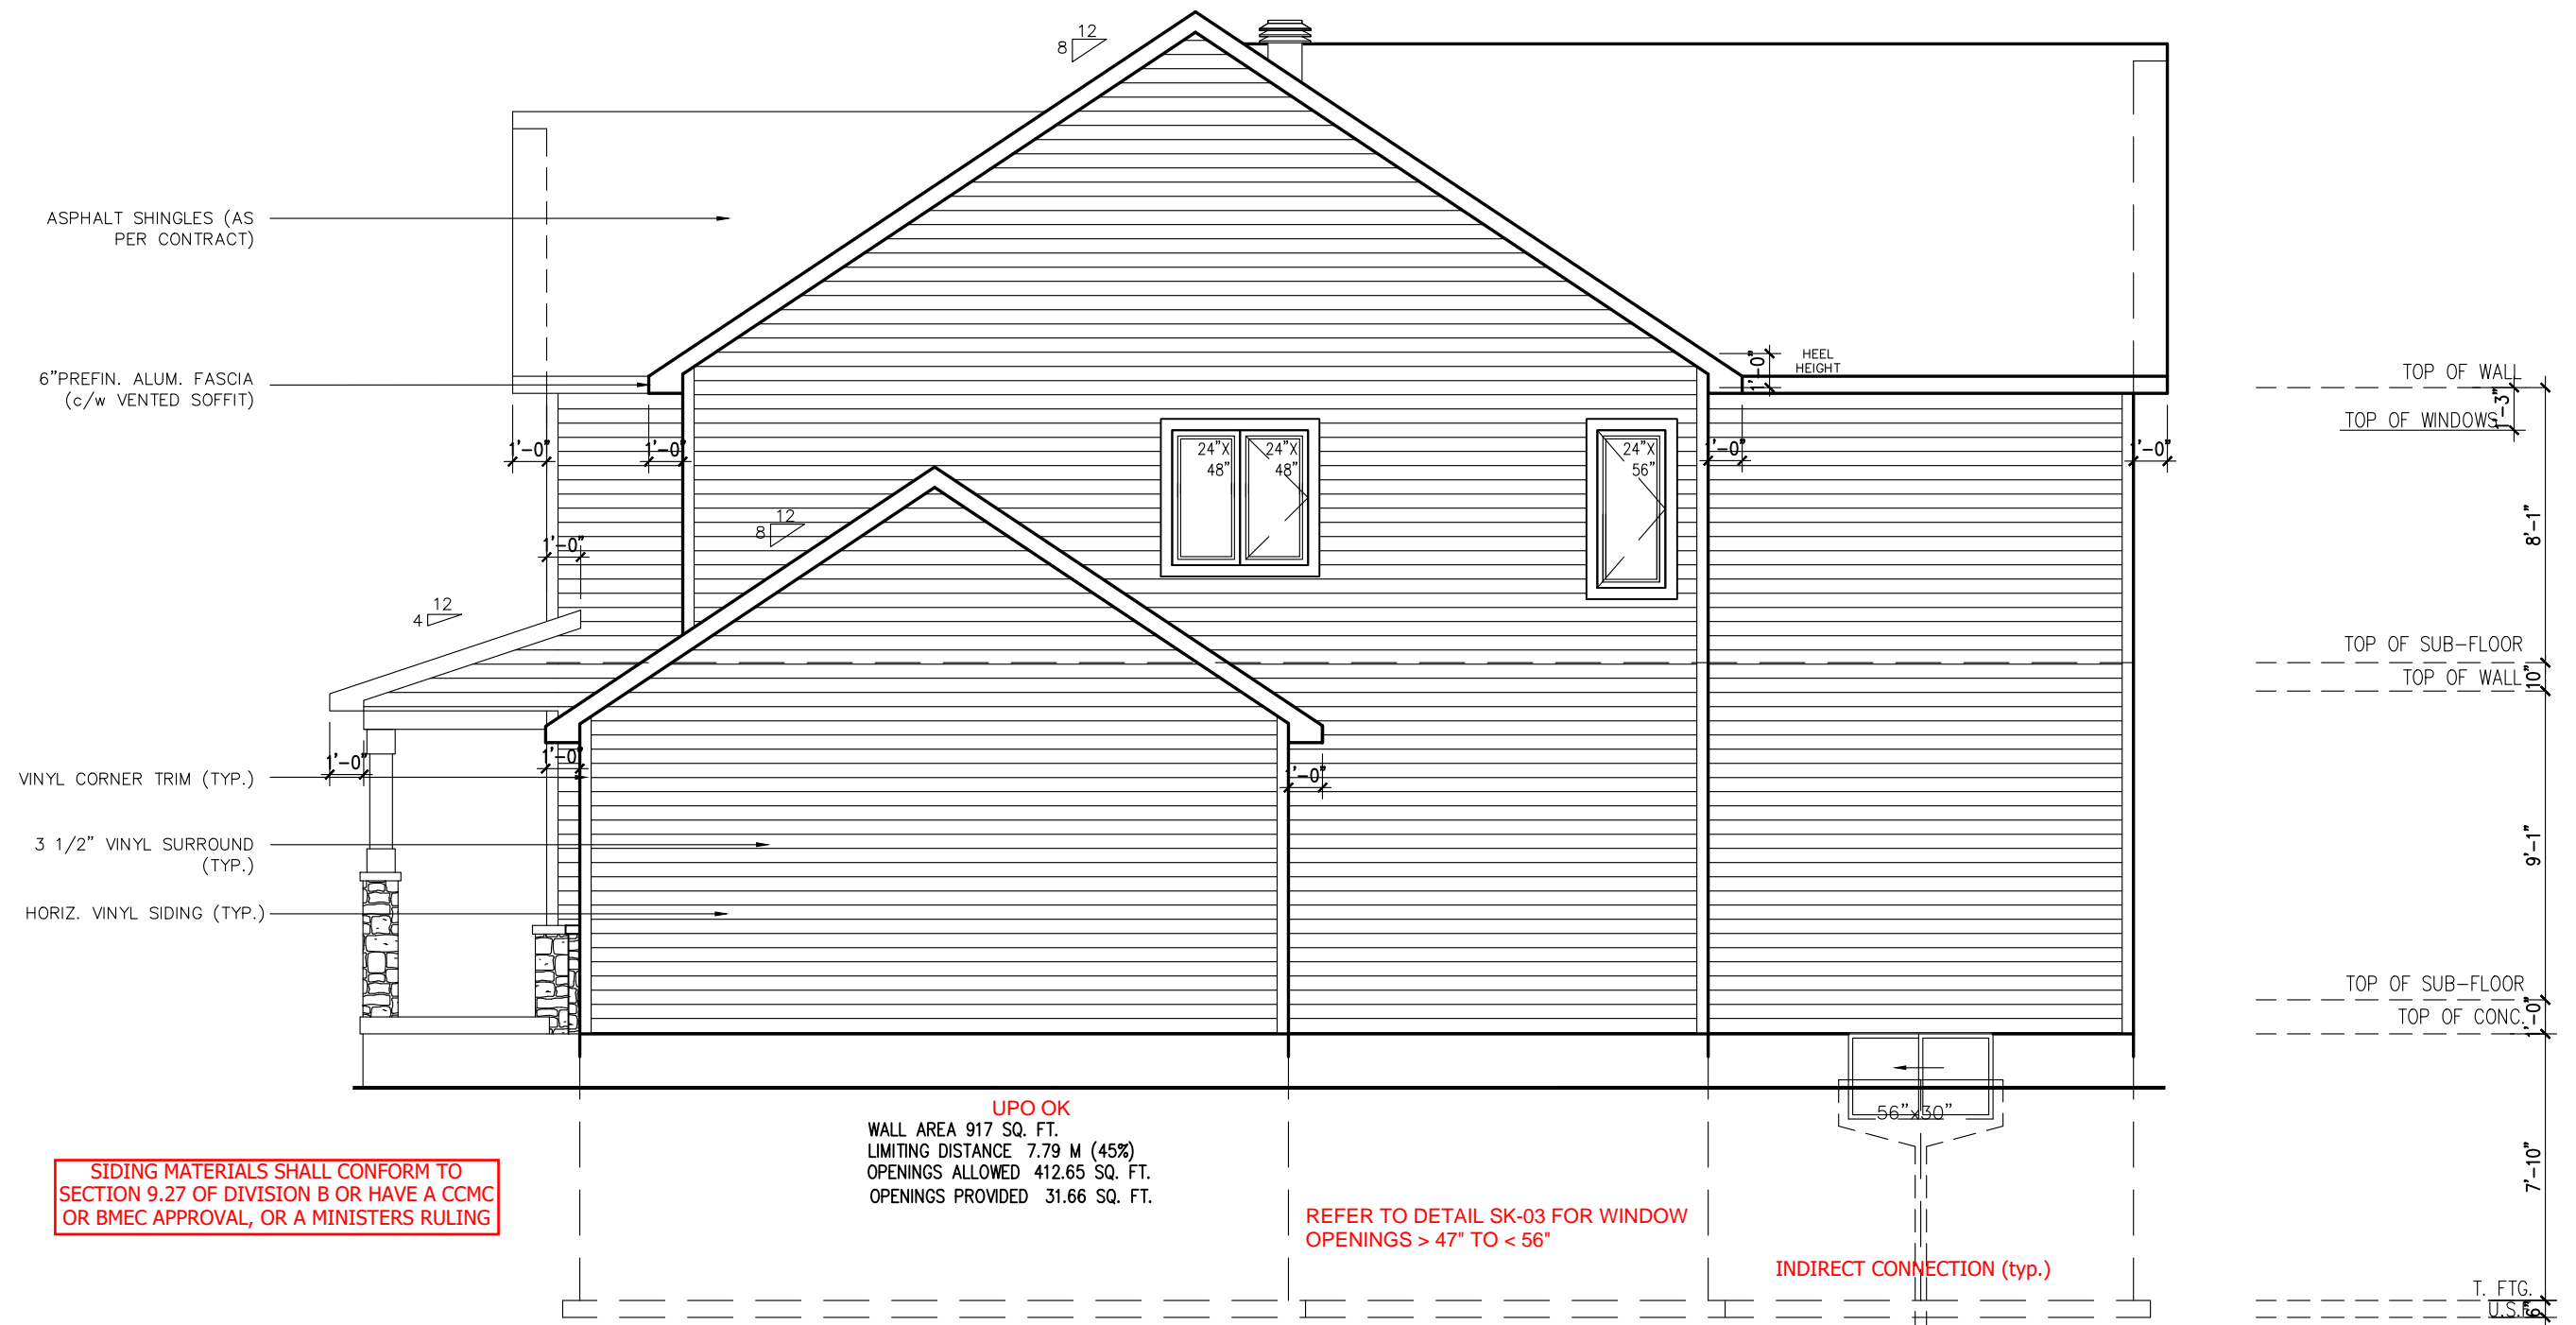 12
8
ASPHALT SHINGLES (AS
PER CONTRACT)
6"PREFIN. ALUM. FASCIA
(c/w VENTED SOFFIT)
1'-0"
HEEL
HEIGHT
TOP OF WALL
1'-3"
TOP OF WINDOWS
1'-0"
1'-0"
24"X
48"
24"X
48"
24"X
56"
1'-0"
1'-0"
8'-1"
12
8
1'-0"
12
4
TOP OF SUB-FLOOR
10"
TOP OF WALL
1'-0"
1'-0"
1'-0"
VINYL CORNER TRIM (TYP.)
3 1/2" VINYL SURROUND
(TYP.)
9'-1"
HORIZ. VINYL SIDING (TYP.)
TOP OF SUB-FLOOR
1'-0"
TOP OF CONC.
56"x30"
UPO OK
WALL AREA 917 SQ. FT.
LIMITING DISTANCE 7.79 M (45%)
OPENINGS ALLOWED 412.65 SQ. FT.
OPENINGS PROVIDED 31.66 SQ. FT.
7'-10"
SIDING MATERIALS SHALL CONFORM TO
SECTION 9.27 OF DIVISION B OR HAVE A CCMC
OR BMEC APPROVAL, OR A MINISTERS RULING
REFER TO DETAIL SK-03 FOR WINDOW
OPENINGS > 47" TO < 56"
INDIRECT CONNECTION (typ.)
T. FTG.
U.S.F.
6"